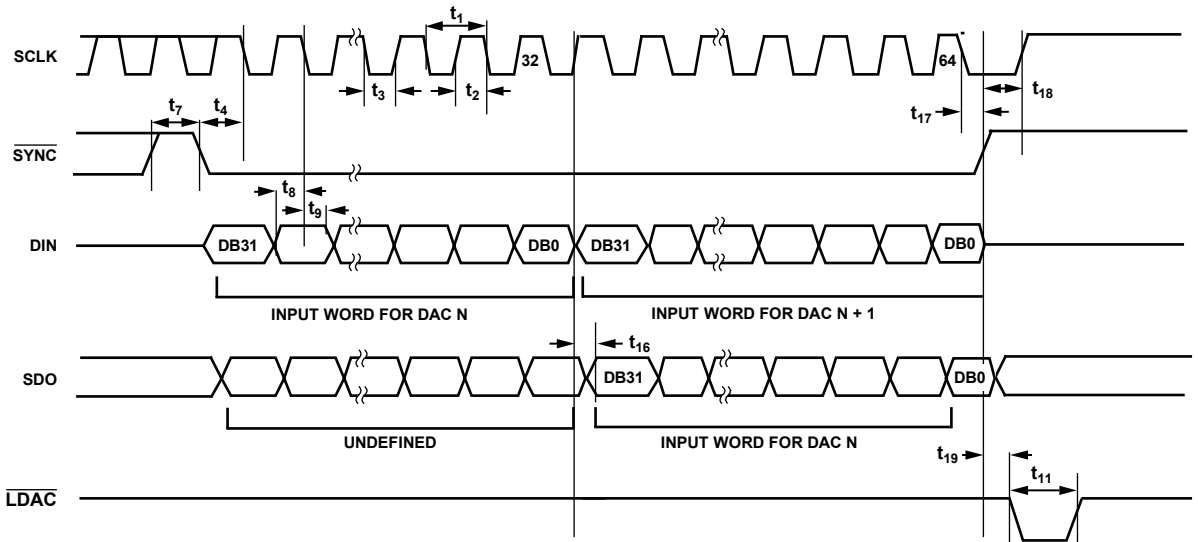 t1
SCLK
32
64
t3
t2
t18
t7
t4
t17
SYNC
t8
t9
DIN
DB31
DB0
DB31
DB0
INPUT WORD FOR DAC N
INPUT WORD FOR DAC N + 1
t16
SDO
DB31
DB0
UNDEFINED
INPUT WORD FOR DAC N
t19
t11
LDAC